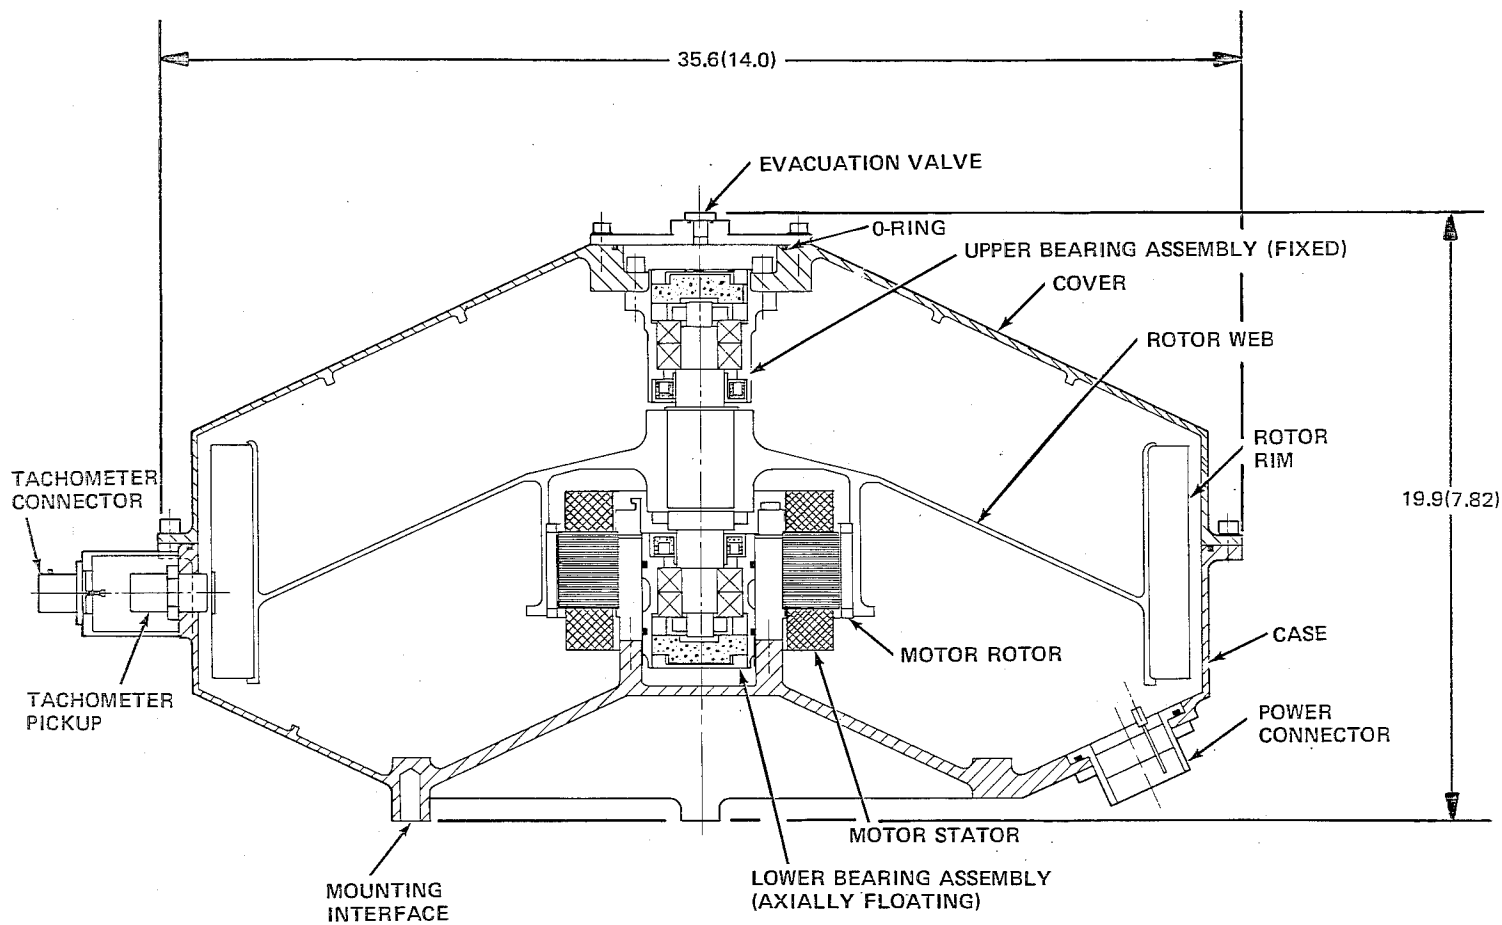 35.6(14.0)
EVACUATION VALVE
O-RING
UPPER BEARING ASSEMBLY (FIXED)
COVER
ROTOR WEB
ROTOR
RIM
TACHOMETER
CONNECTOR
19.9(7.82)
CASE
MOTOR ROTOR
TACHOMETER
PICKUP
POWER
CONNECTOR
MOTOR STATOR
LOWER BEARING ASSEMBLY
(AXIALLY FLOATING)
MOUNTING
INTERFACE